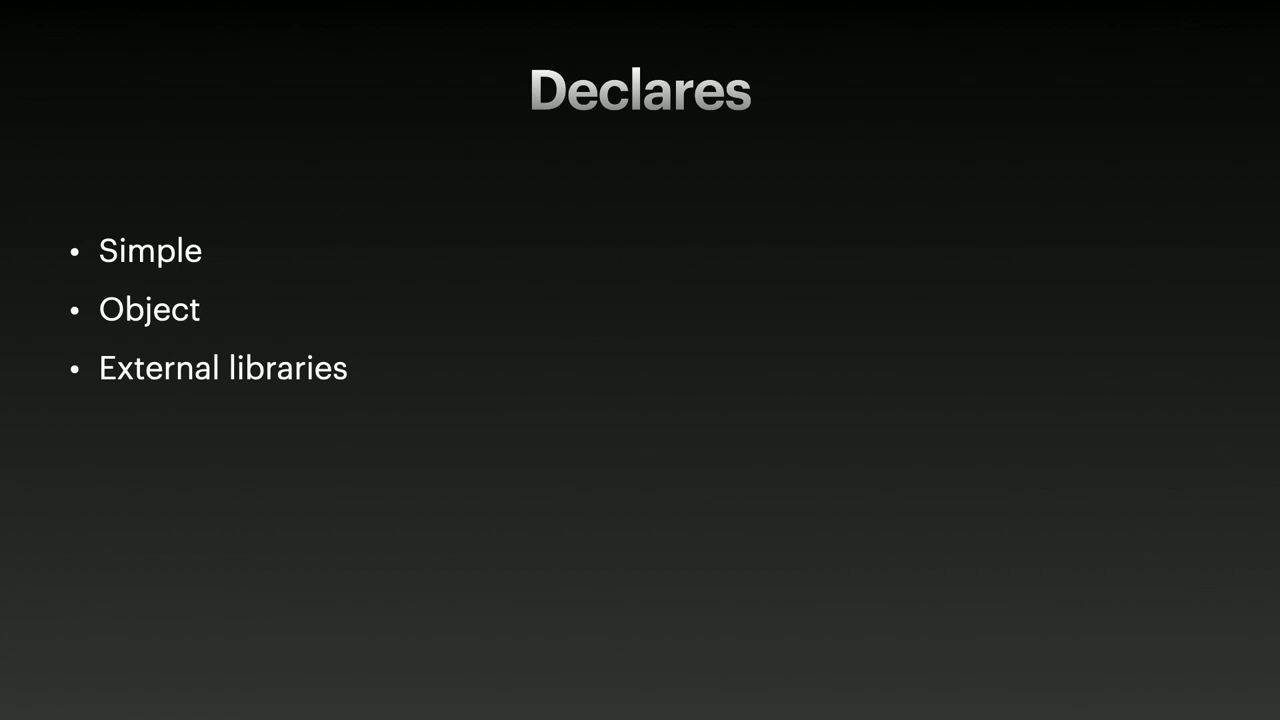 Declares
• Simple
• Object
• External libraries